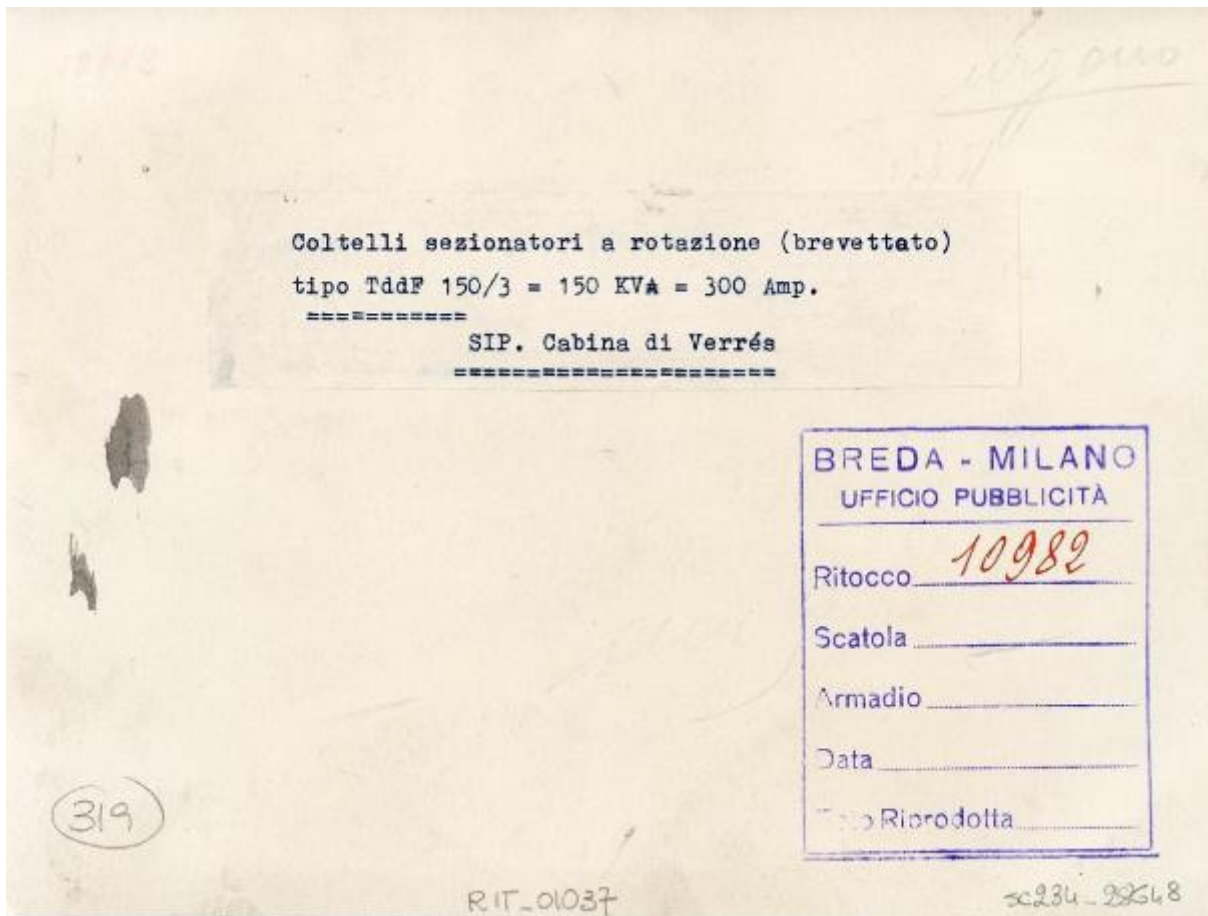 Coltelli sezionatori a rotazione (brevettato)
tipo TddF 150/3 = 150 KVA = 300 Amp.
===========
SIP. Cabina di Verrés
======================
BREDA - MILANO
UFFICIO PUBBLICITÀ
Ritocco 10982
Scatola
Armadio
Data
Riprodotta
319
RIT_01037